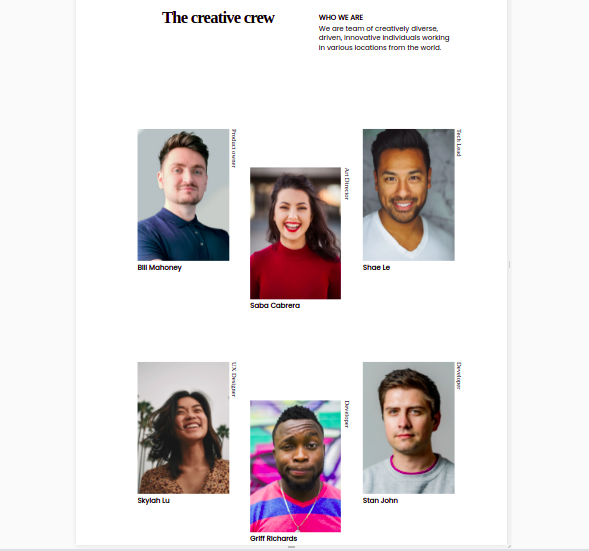 The creative crew
WHO WE ARE
We are team of creatively diverse,
driven, innovative individuals working
in various locations from the world.
Product owner
Bill Mahoney
Art Director
Saba Cabrera
Tech Lead
Shae Le
UX Designer
Skylah Lu
Developer
Griff Richards
Developer
Stan John